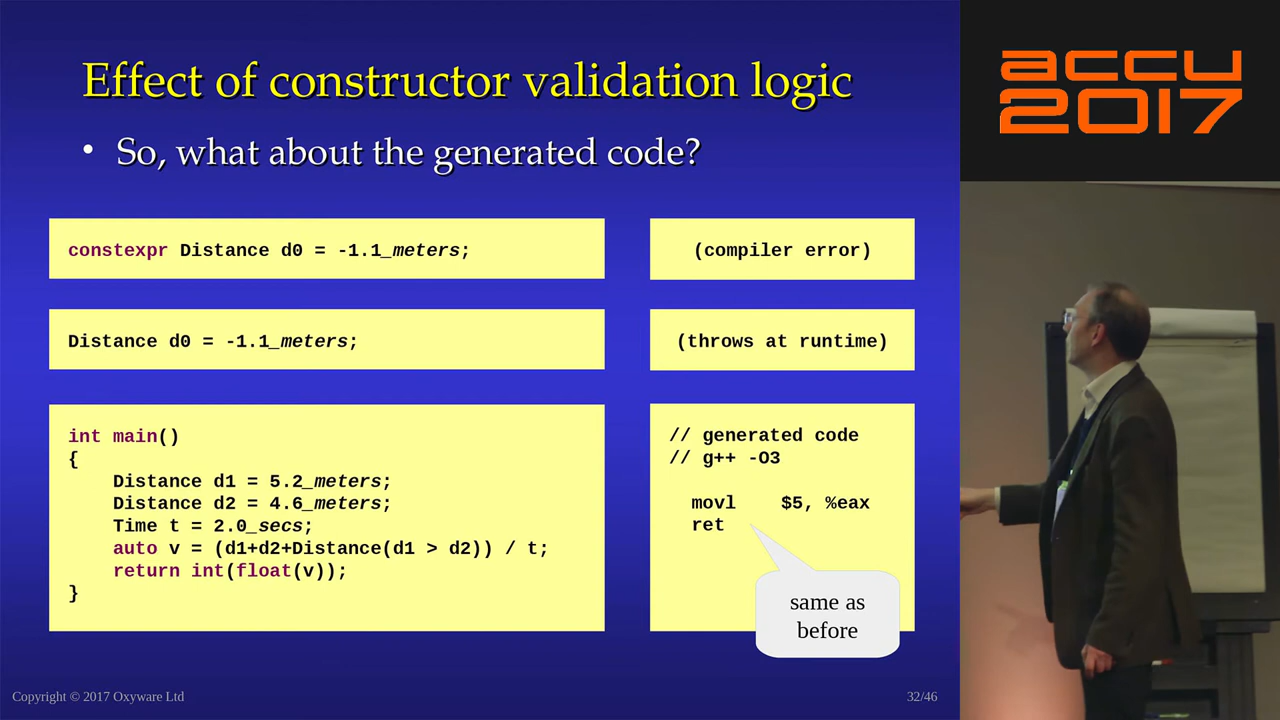 Effect of constructor validation logic
accu
2017
• So, what about the generated code?
constexpr Distance d0 = -1.1_meters;
(compiler error)
Distance d0 = -1.1_meters;
(throws at runtime)
int main()
{
    Distance d1 = 5.2_meters;
    Distance d2 = 4.6_meters;
    Time t = 2.0_secs;
    auto v = (d1+d2+Distance(d1 > d2)) / t;
    return int(float(v));
}
// generated code
// g++ -O3
movl    $5, %eax
ret
same as
before
Copyright © 2017 Oxyware Ltd
32/46